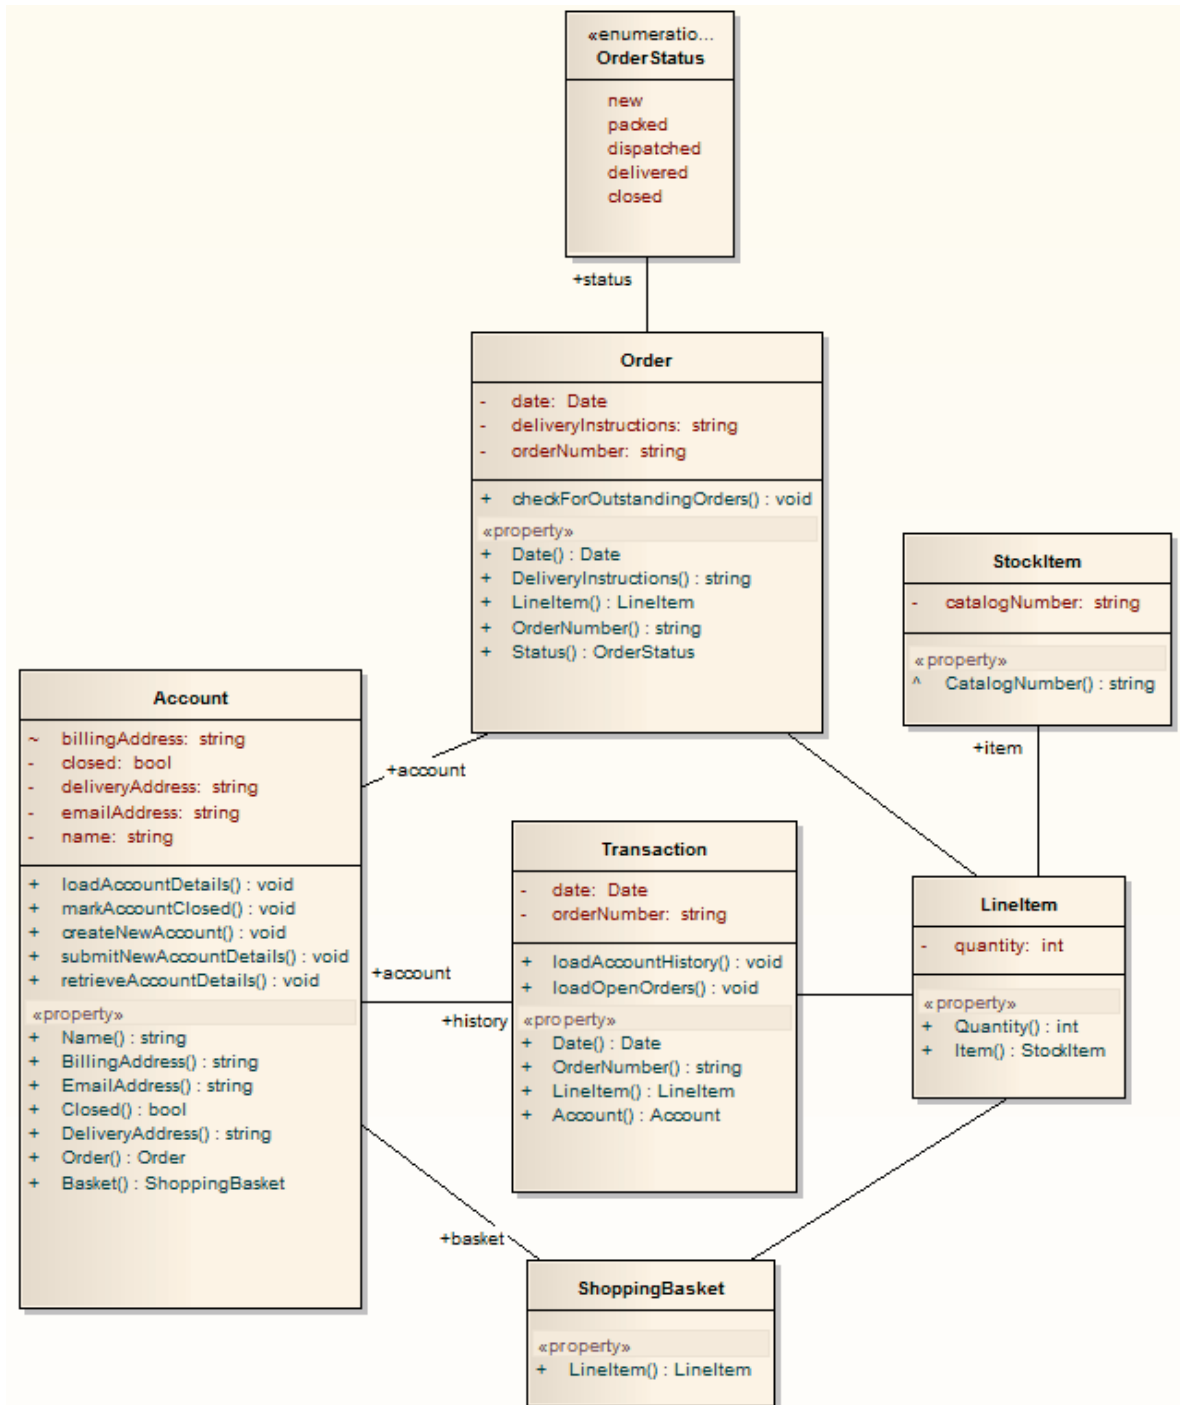 «enumeratio...
OrderStatus
new
packed
dispatched
delivered
closed
+status
Order
- date: Date
- deliveryInstructions: string
- orderNumber: string
+ checkForOutstandingOrders() : void
«property»
+ Date() : Date
+ DeliveryInstructions() : string
+ LineItem() : LineItem
+ OrderNumber() : string
+ Status() : OrderStatus
StockItem
- catalogNumber: string
«property»
^ CatalogNumber() : string
+item
Account
~ billingAddress: string
- closed: bool
- deliveryAddress: string
- emailAddress: string
- name: string
+ loadAccountDetails() : void
+ markAccountClosed() : void
+ createNewAccount() : void
+ submitNewAccountDetails() : void
+ retrieveAccountDetails() : void
«property»
+ Name() : string
+ BillingAddress() : string
+ EmailAddress() : string
+ Closed() : bool
+ DeliveryAddress() : string
+ Order() : Order
+ Basket() : ShoppingBasket
+account
+account
+history
+basket
Transaction
- date: Date
- orderNumber: string
+ loadAccountHistory() : void
+ loadOpenOrders() : void
«property»
+ Date() : Date
+ OrderNumber() : string
+ LineItem() : LineItem
+ Account() : Account
LineItem
- quantity: int
«property»
+ Quantity() : int
+ Item() : StockItem
ShoppingBasket
«property»
+ LineItem() : LineItem